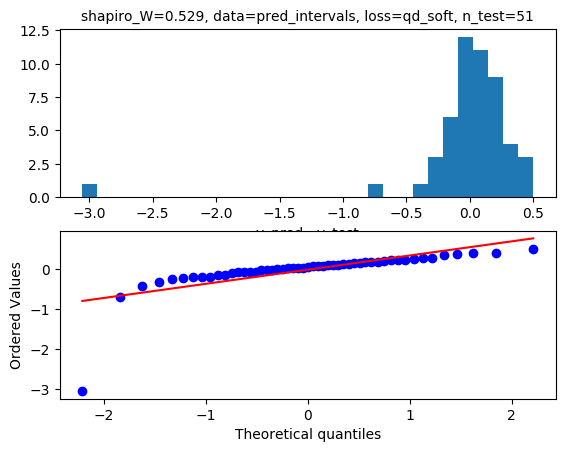 shapiro_W=0.529, data=pred_intervals, loss=qd_soft, n_test=51
12.5
10.0
7.5
5.0
2.5
0.0
−3.0 −2.5 −2.0 −1.5 −1.0 −0.5 0.0 0.5
Ordered Values
0
−1
−2
−3
−2 −1 0 1 2
Theoretical quantiles